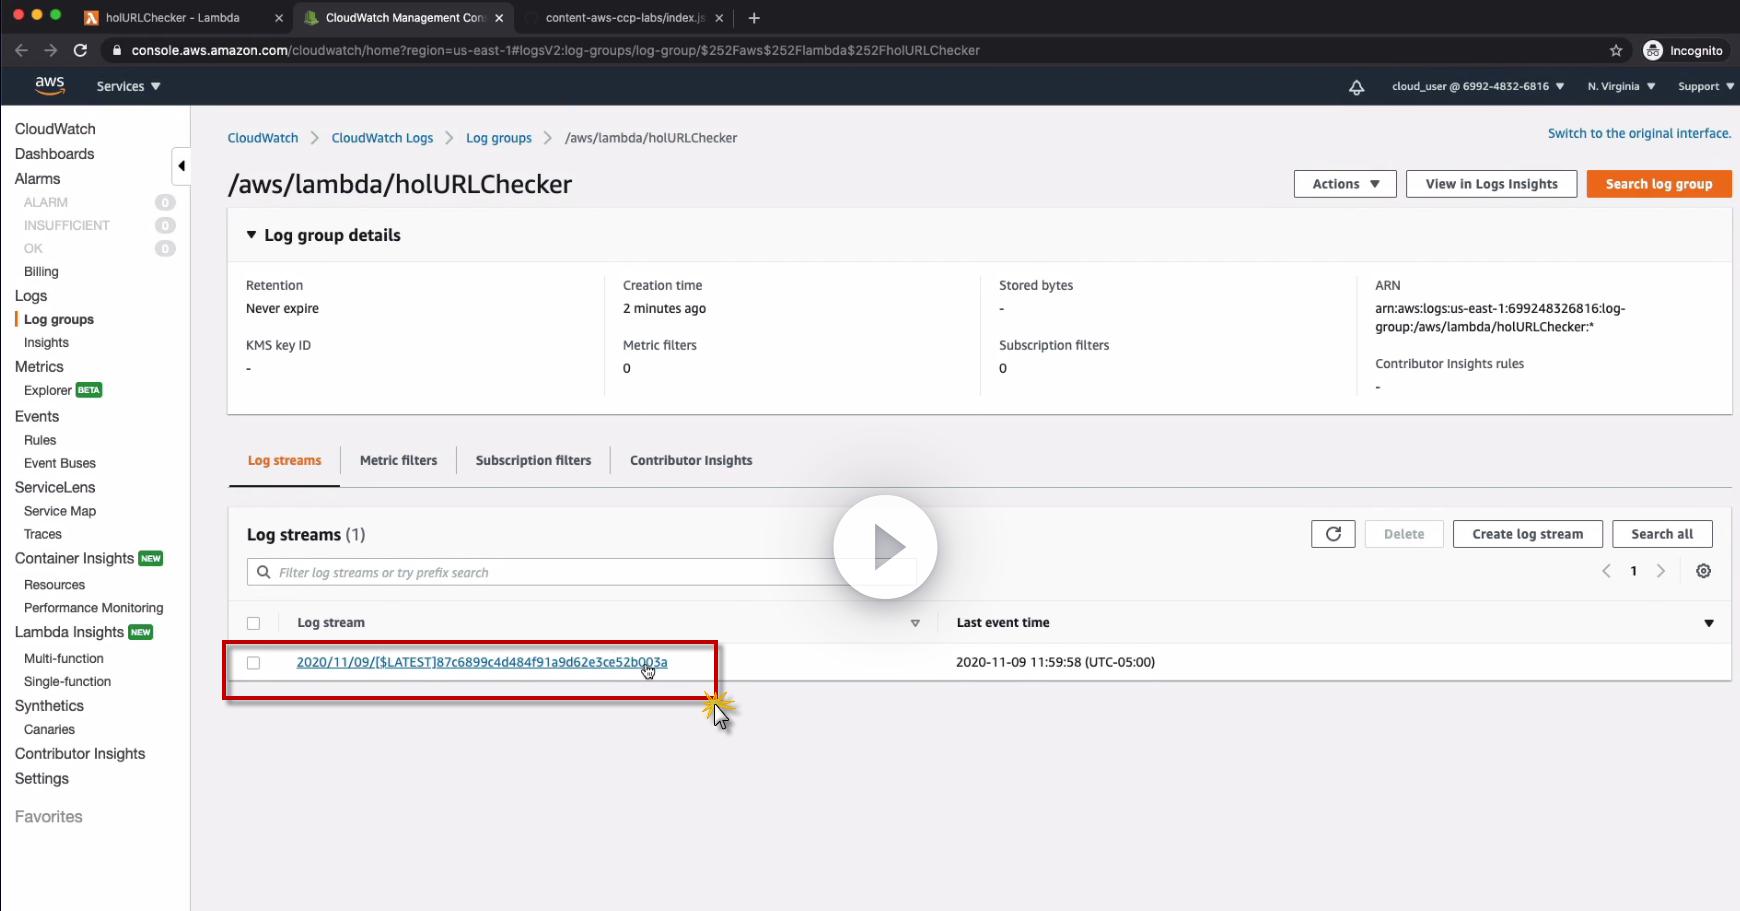 holURLChecker - Lambda
CloudWatch Management Con
content-aws-ccp-labs/index.js
console.aws.amazon.com/cloudwatch/home?region=us-east-1#logsV2:log-groups/log-group/$252Faws$252Flambda$252FholURLChecker
Incognito
aws
Services
cloud_user @ 6992-4832-6816
N. Virginia
Support
CloudWatch
Dashboards
Alarms
ALARM 0
INSUFFICIENT 0
OK 0
Billing
Logs
Log groups
Insights
Metrics
Explorer BETA
Events
Rules
Event Buses
ServiceLens
Service Map
Traces
Container Insights NEW
Resources
Performance Monitoring
Lambda Insights NEW
Multi-function
Single-function
Synthetics
Canaries
Contributor Insights
Settings
Favorites
CloudWatch > CloudWatch Logs > Log groups > /aws/lambda/holURLChecker
Switch to the original interface.
/aws/lambda/holURLChecker
Actions
View in Logs Insights
Search log group
Log group details
Retention
Never expire
KMS key ID
-
Creation time
2 minutes ago
Metric filters
0
Stored bytes
-
Subscription filters
0
ARN
arn:aws:logs:us-east-1:699248326816:log-
group:/aws/lambda/holURLChecker:*
Contributor Insights rules
-
Log streams
Metric filters
Subscription filters
Contributor Insights
Log streams (1)
Delete
Create log stream
Search all
Filter log streams or try prefix search
1
Log stream
Last event time
2020/11/09/[$LATEST]87c6899c4d484f91a9d62e3ce52b003a
2020-11-09 11:59:58 (UTC-05:00)